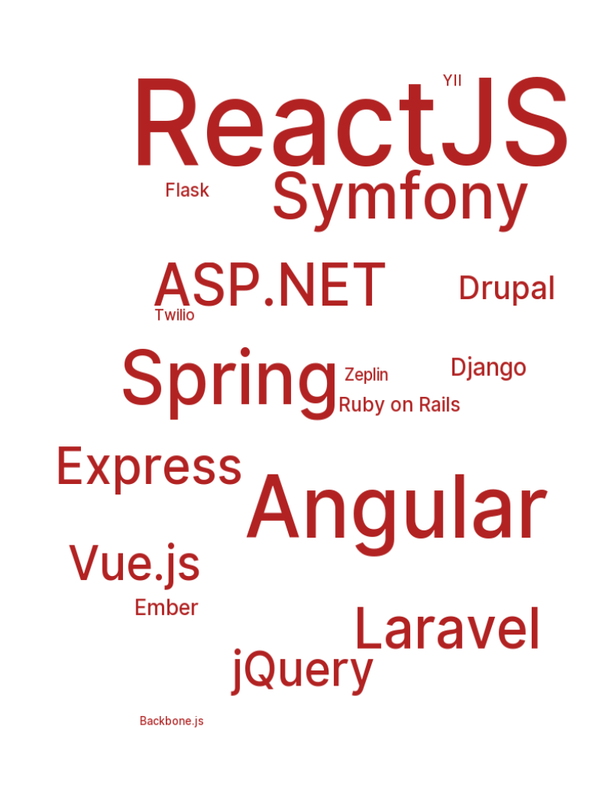 YII
ReactJS
Flask
Symfony
ASP.NET
Drupal
Twilio
Spring
Zeplin
Django
Ruby on Rails
Express
Angular
Vue.js
Ember
Laravel
jQuery
Backbone.js